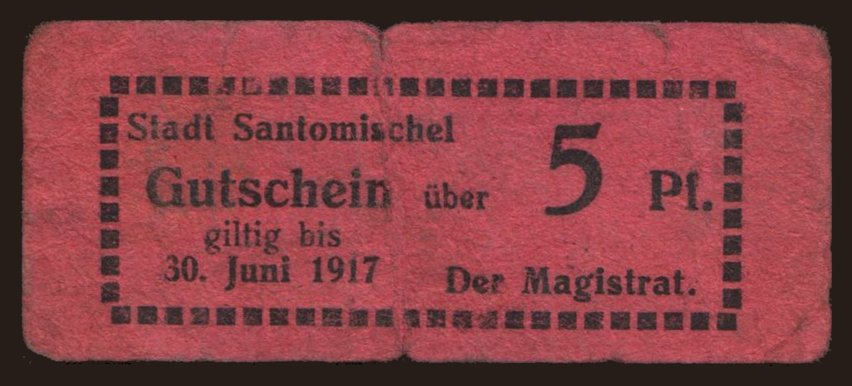 Stadt Santomischel
Gutschein über 5 Pf.
giltig bis
30. Juni 1917
Der Magistrat.